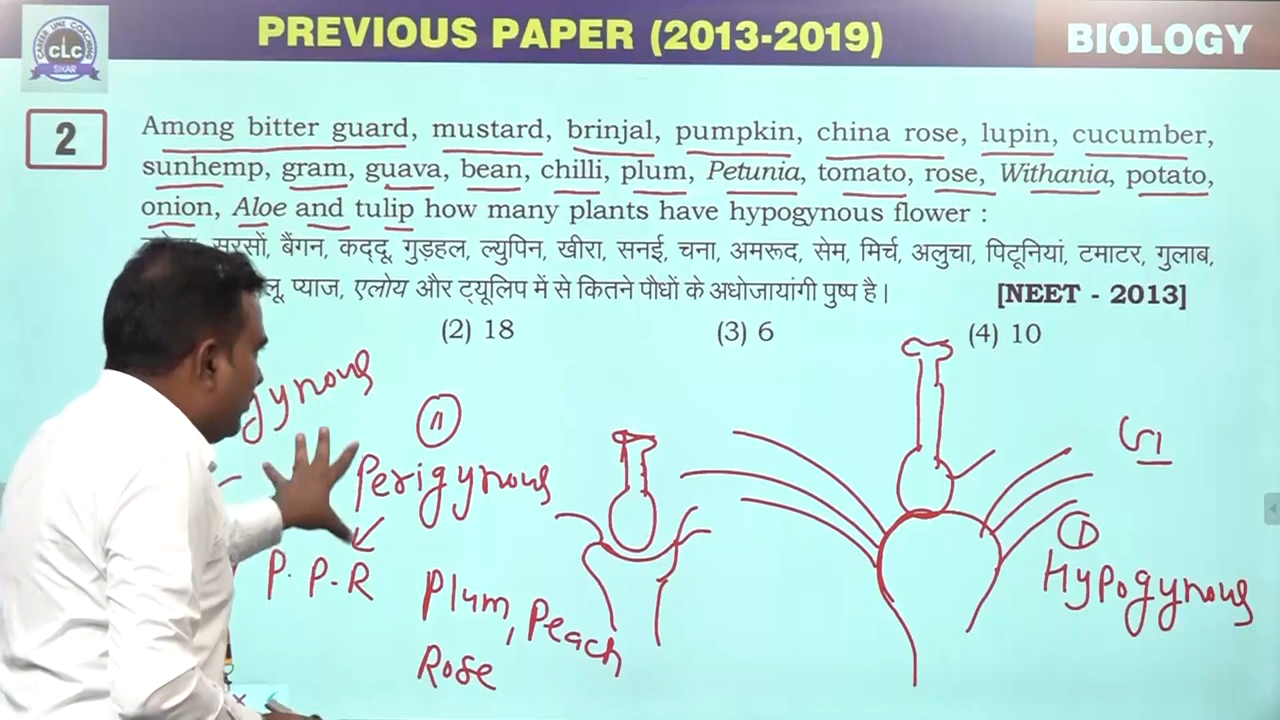 PREVIOUS PAPER (2013-2019)
BIOLOGY
CAREER LINE COACHING
CLC
SIKAR
2
Among bitter guard, mustard, brinjal, pumpkin, china rose, lupin, cucumber,
sunhemp, gram, guava, bean, chilli, plum, Petunia, tomato, rose, Withania, potato,
onion, Aloe and tulip how many plants have hypogynous flower :
सरसों, बैंगन, कद्दू, गुड़हल, ल्युपिन, खीरा, सनई, चना, अमरूद, सेम, मिर्च, अलुचा, पिटूनियां, टमाटर, गुलाब,
लू, प्याज, एलोय और ट्यूलिप में से कितने पौधों के अधोजायांगी पुष्प है।
[NEET - 2013]
(2) 18
(3) 6
(4) 10
gynous
11
Perigynous
P. P. R
Plum, Peach
Rose
G
1
Hypogynous